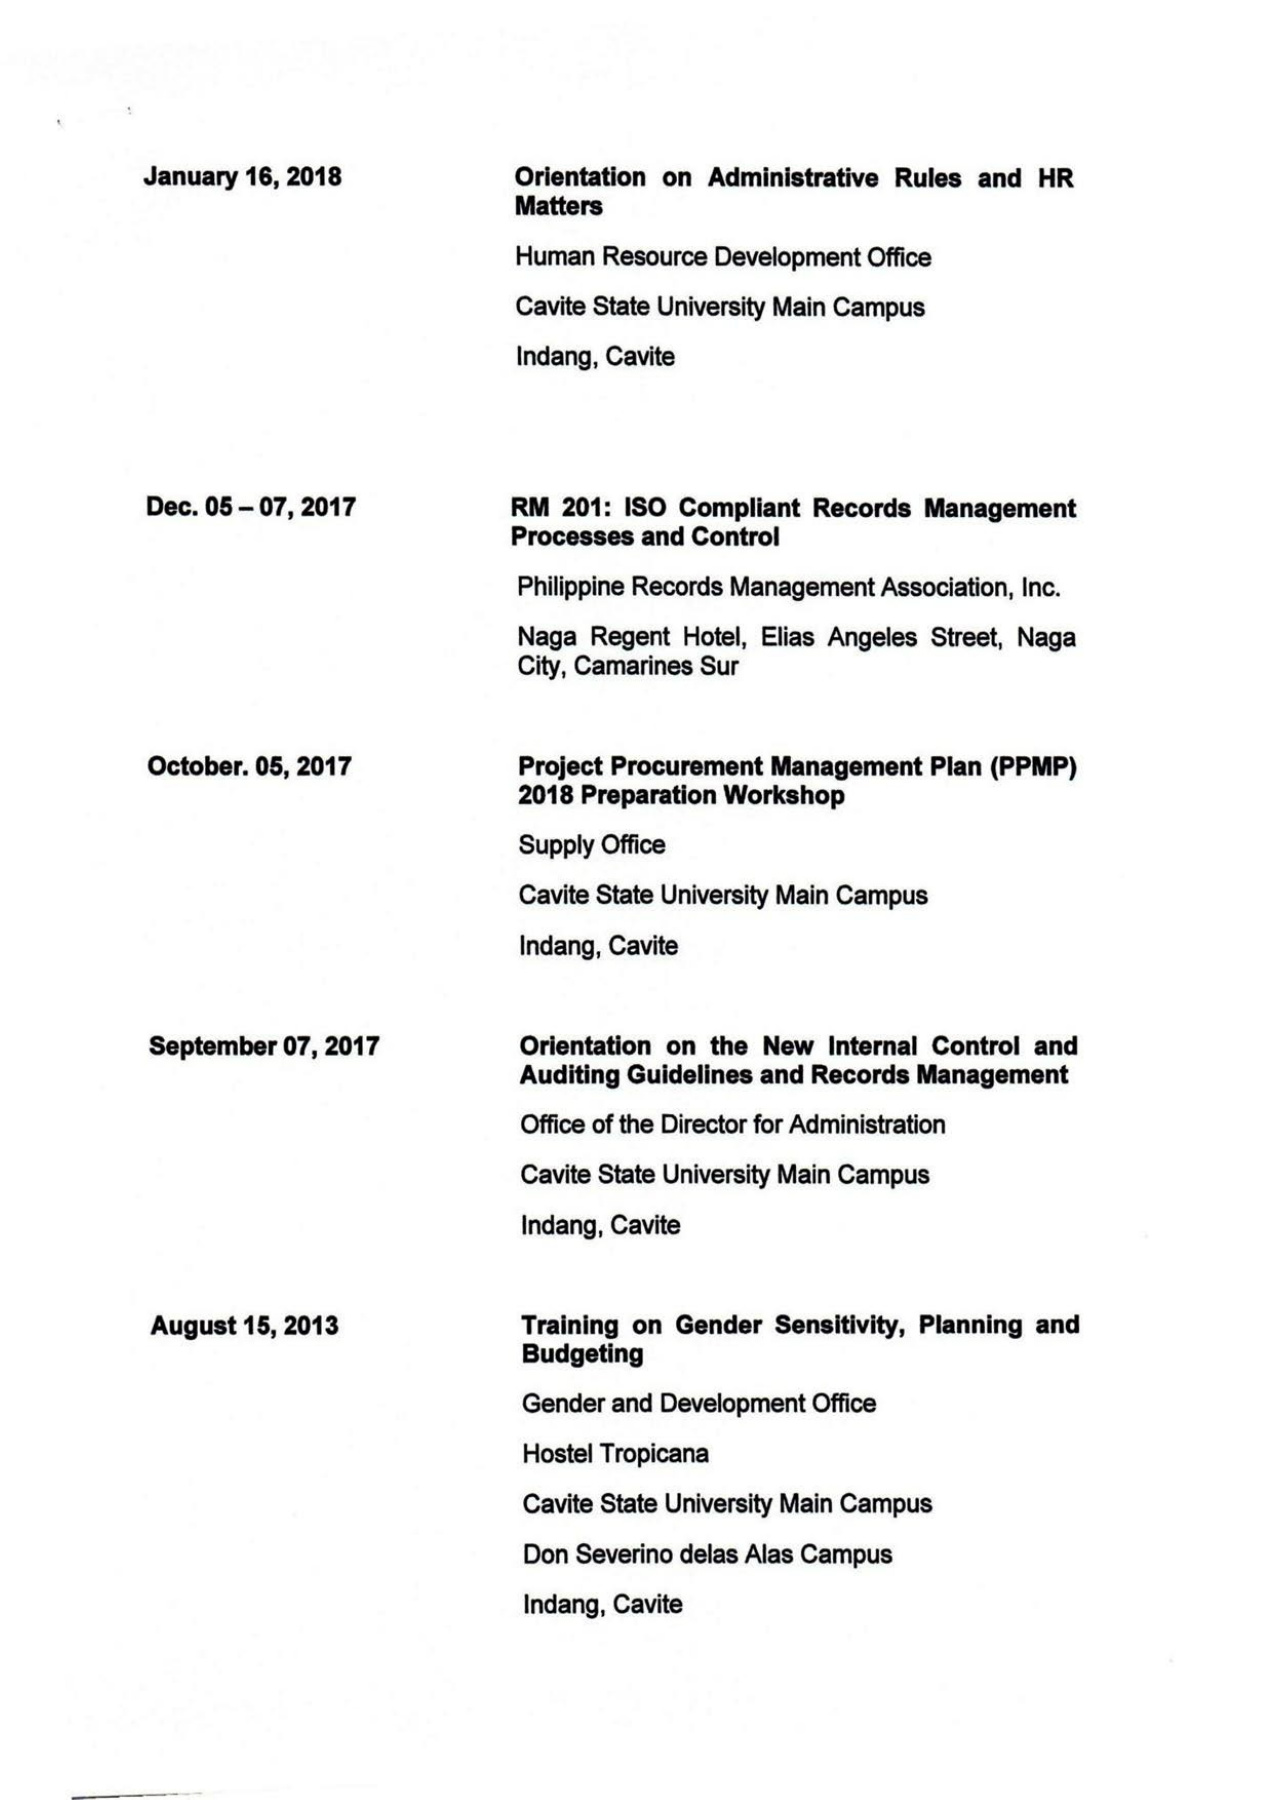 January 16, 2018
Orientation on Administrative Rules and HR
Matters
Human Resource Development Office
Cavite State University Main Campus
Indang, Cavite
Dec. 05 – 07, 2017
RM 201: ISO Compliant Records Management
Processes and Control
Philippine Records Management Association, Inc.
Naga Regent Hotel, Elias Angeles Street, Naga
City, Camarines Sur
October. 05, 2017
Project Procurement Management Plan (PPMP)
2018 Preparation Workshop
Supply Office
Cavite State University Main Campus
Indang, Cavite
September 07, 2017
Orientation on the New Internal Control and
Auditing Guidelines and Records Management
Office of the Director for Administration
Cavite State University Main Campus
Indang, Cavite
August 15, 2013
Training on Gender Sensitivity, Planning and
Budgeting
Gender and Development Office
Hostel Tropicana
Cavite State University Main Campus
Don Severino delas Alas Campus
Indang, Cavite